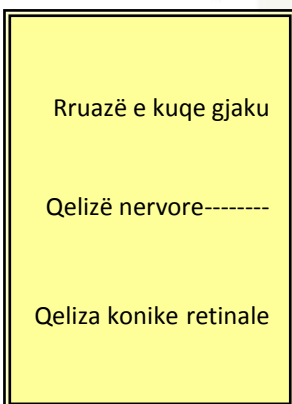 Rruazë e kuqe gjaku
Qelizë nervore--------
Qeliza konike retinale